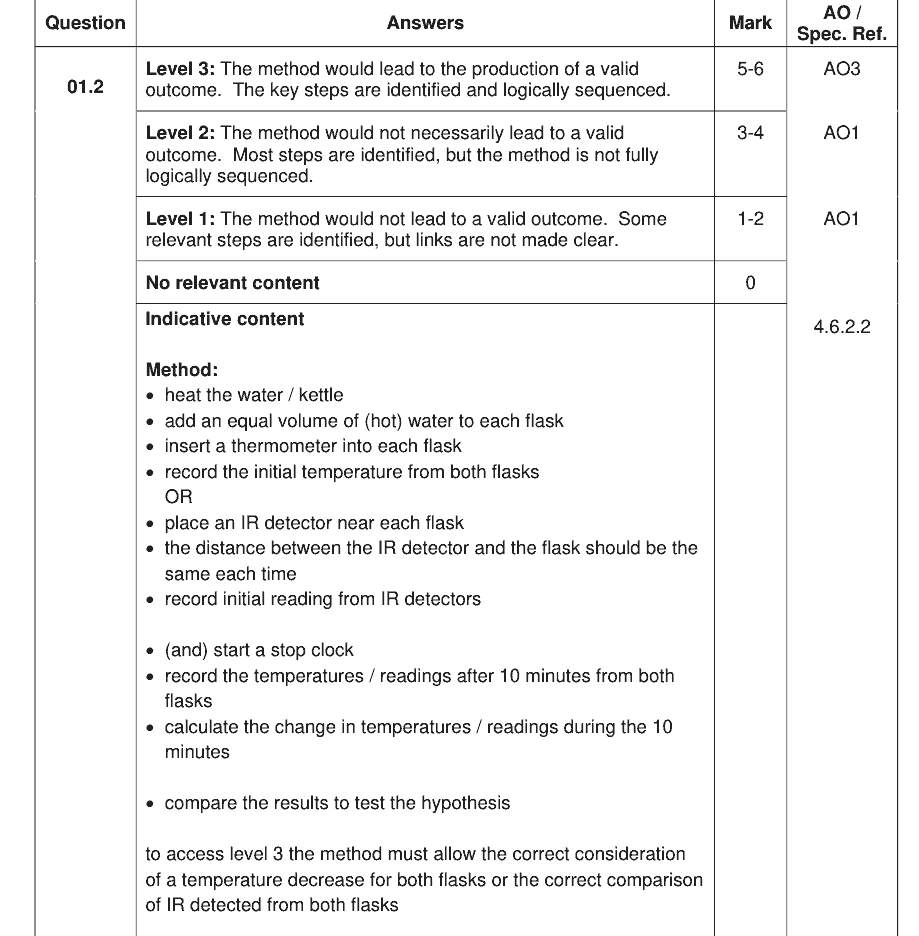 Question Answers Mark AO /
Spec. Ref.
01.2 Level 3: The method would lead to the production of a valid 5-6 AO3
outcome. The key steps are identified and logically sequenced.
Level 2: The method would not necessarily lead to a valid 3-4 AO1
outcome. Most steps are identified, but the method is not fully
logically sequenced.
Level 1: The method would not lead to a valid outcome. Some 1-2 AO1
relevant steps are identified, but links are not made clear.
No relevant content 0
Indicative content 4.6.2.2
Method:
• heat the water / kettle
• add an equal volume of (hot) water to each flask
• insert a thermometer into each flask
• record the initial temperature from both flasks
OR
• place an IR detector near each flask
• the distance between the IR detector and the flask should be the
same each time
• record initial reading from IR detectors
• (and) start a stop clock
• record the temperatures / readings after 10 minutes from both
flasks
• calculate the change in temperatures / readings during the 10
minutes
• compare the results to test the hypothesis
to access level 3 the method must allow the correct consideration
of a temperature decrease for both flasks or the correct comparison
of IR detected from both flasks